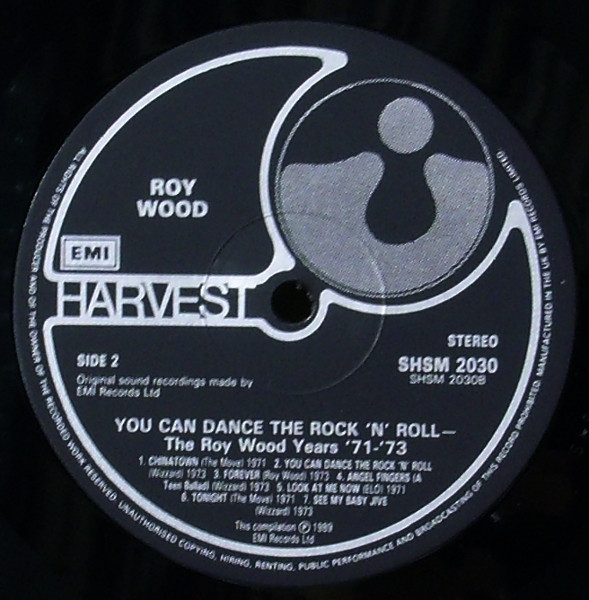 ROY
WOOD
EMI
HARVEST
STEREO
SIDE 2
SHSM 2030
SHSM 2030B
Original sound recordings made by
EMI Records Ltd
YOU CAN DANCE THE ROCK 'N' ROLL—
The Roy Wood Years '71-'73
1. CHINATOWN (The Move) 1971 2. YOU CAN DANCE THE ROCK 'N' ROLL
(Wizzard) 1973 3. FOREVER (Roy Wood) 1973 4. ANGEL FINGERS (A
Teen Ballad) (Wizzard) 1973 5. LOOK AT ME NOW (ELO) 1971
6. TONIGHT (The Move) 1971 7. SEE MY BABY JIVE
(Wizzard) 1973
This compilation ℗ 1989
EMI Records Ltd
ALL RIGHTS OF THE PRODUCER AND OF THE OWNER OF THE RECORDED WORK RESERVED. UNAUTHORISED COPYING, HIRING, RENTING, PUBLIC PERFORMANCE AND BROADCASTING OF THIS RECORD PROHIBITED. MANUFACTURED IN THE UK BY EMI RECORDS LIMITED.